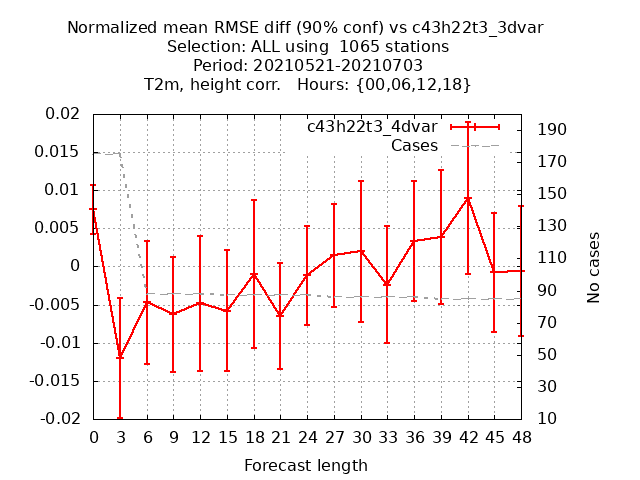 Normalized mean RMSE diff (90% conf) vs c43h22t3_3dvar
Selection: ALL using  1065 stations
Period: 20210521-20210703
T2m, height corr.   Hours: {00,06,12,18}
c43h22t3_4dvar
Cases
0.02
0.015
0.01
0.005
0
-0.005
-0.01
-0.015
-0.02
190
170
150
130
110
90
70
50
30
10
No cases
0 3 6 9 12 15 18 21 24 27 30 33 36 39 42 45 48
Forecast length